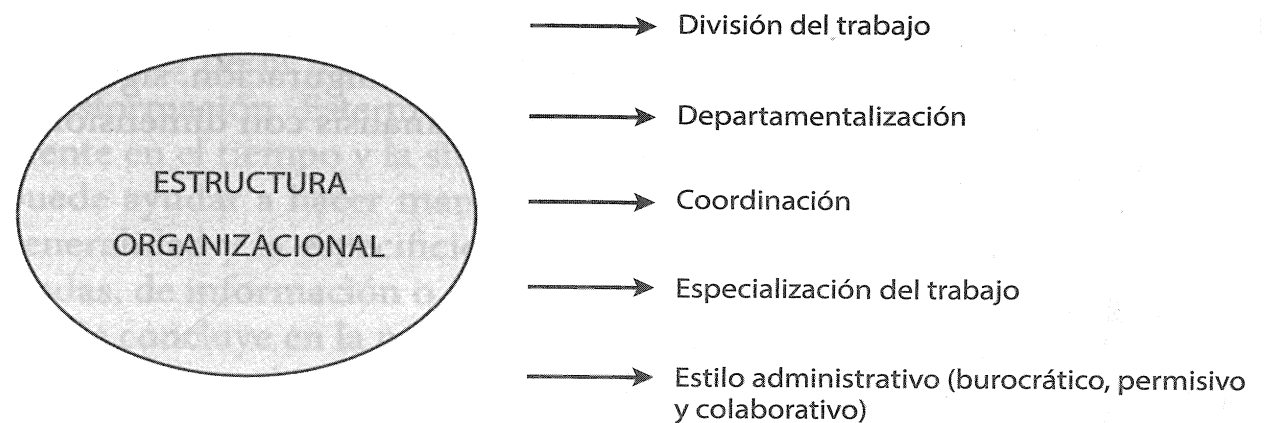 División del trabajo
Departamentalización
ESTRUCTURA
ORGANIZACIONAL
Coordinación
Especialización del trabajo
Estilo administrativo (burocrático, permisivo
y colaborativo)